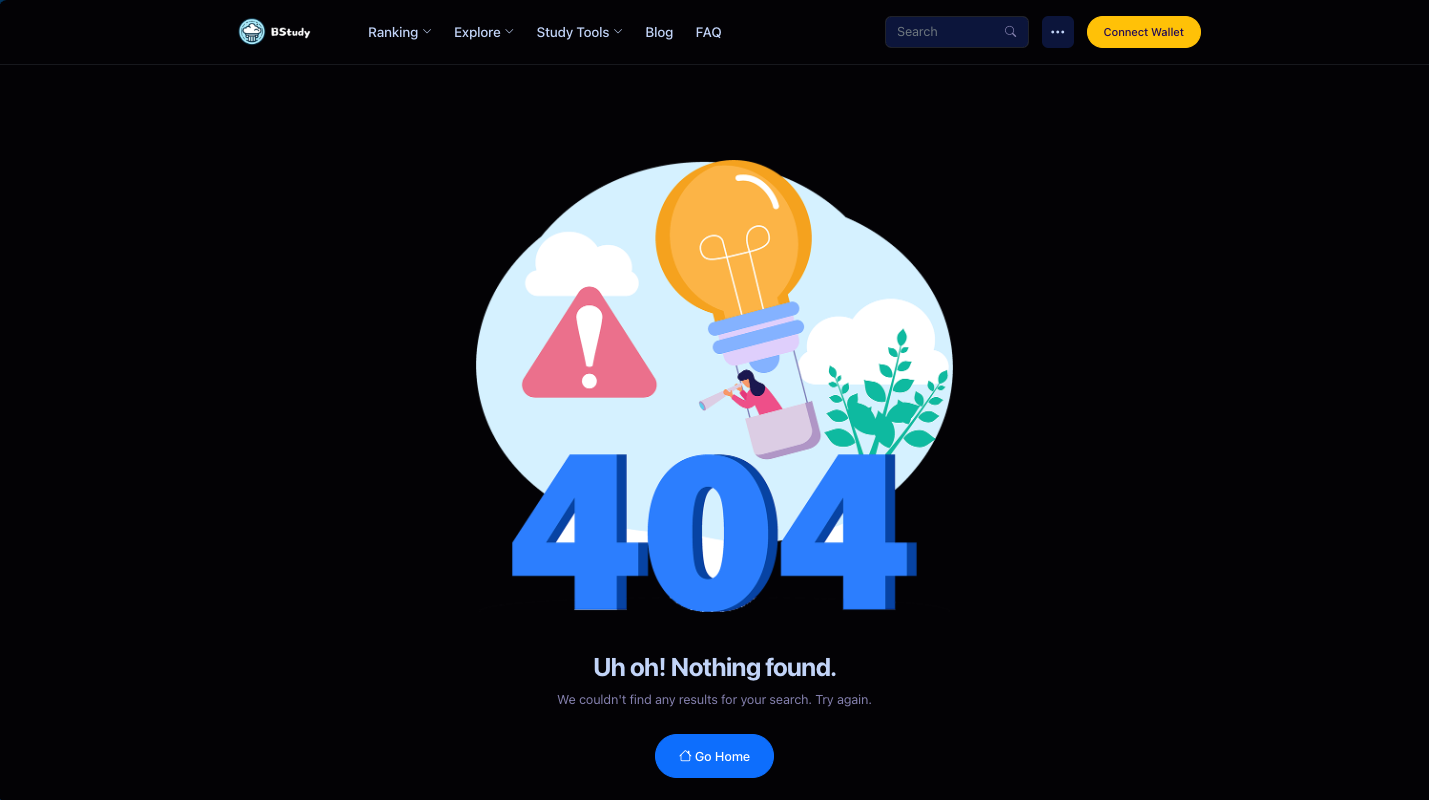 BStudy
Ranking Explore Study Tools Blog FAQ
Search
Connect Wallet
404
Uh oh! Nothing found.
We couldn't find any results for your search. Try again.
Go Home